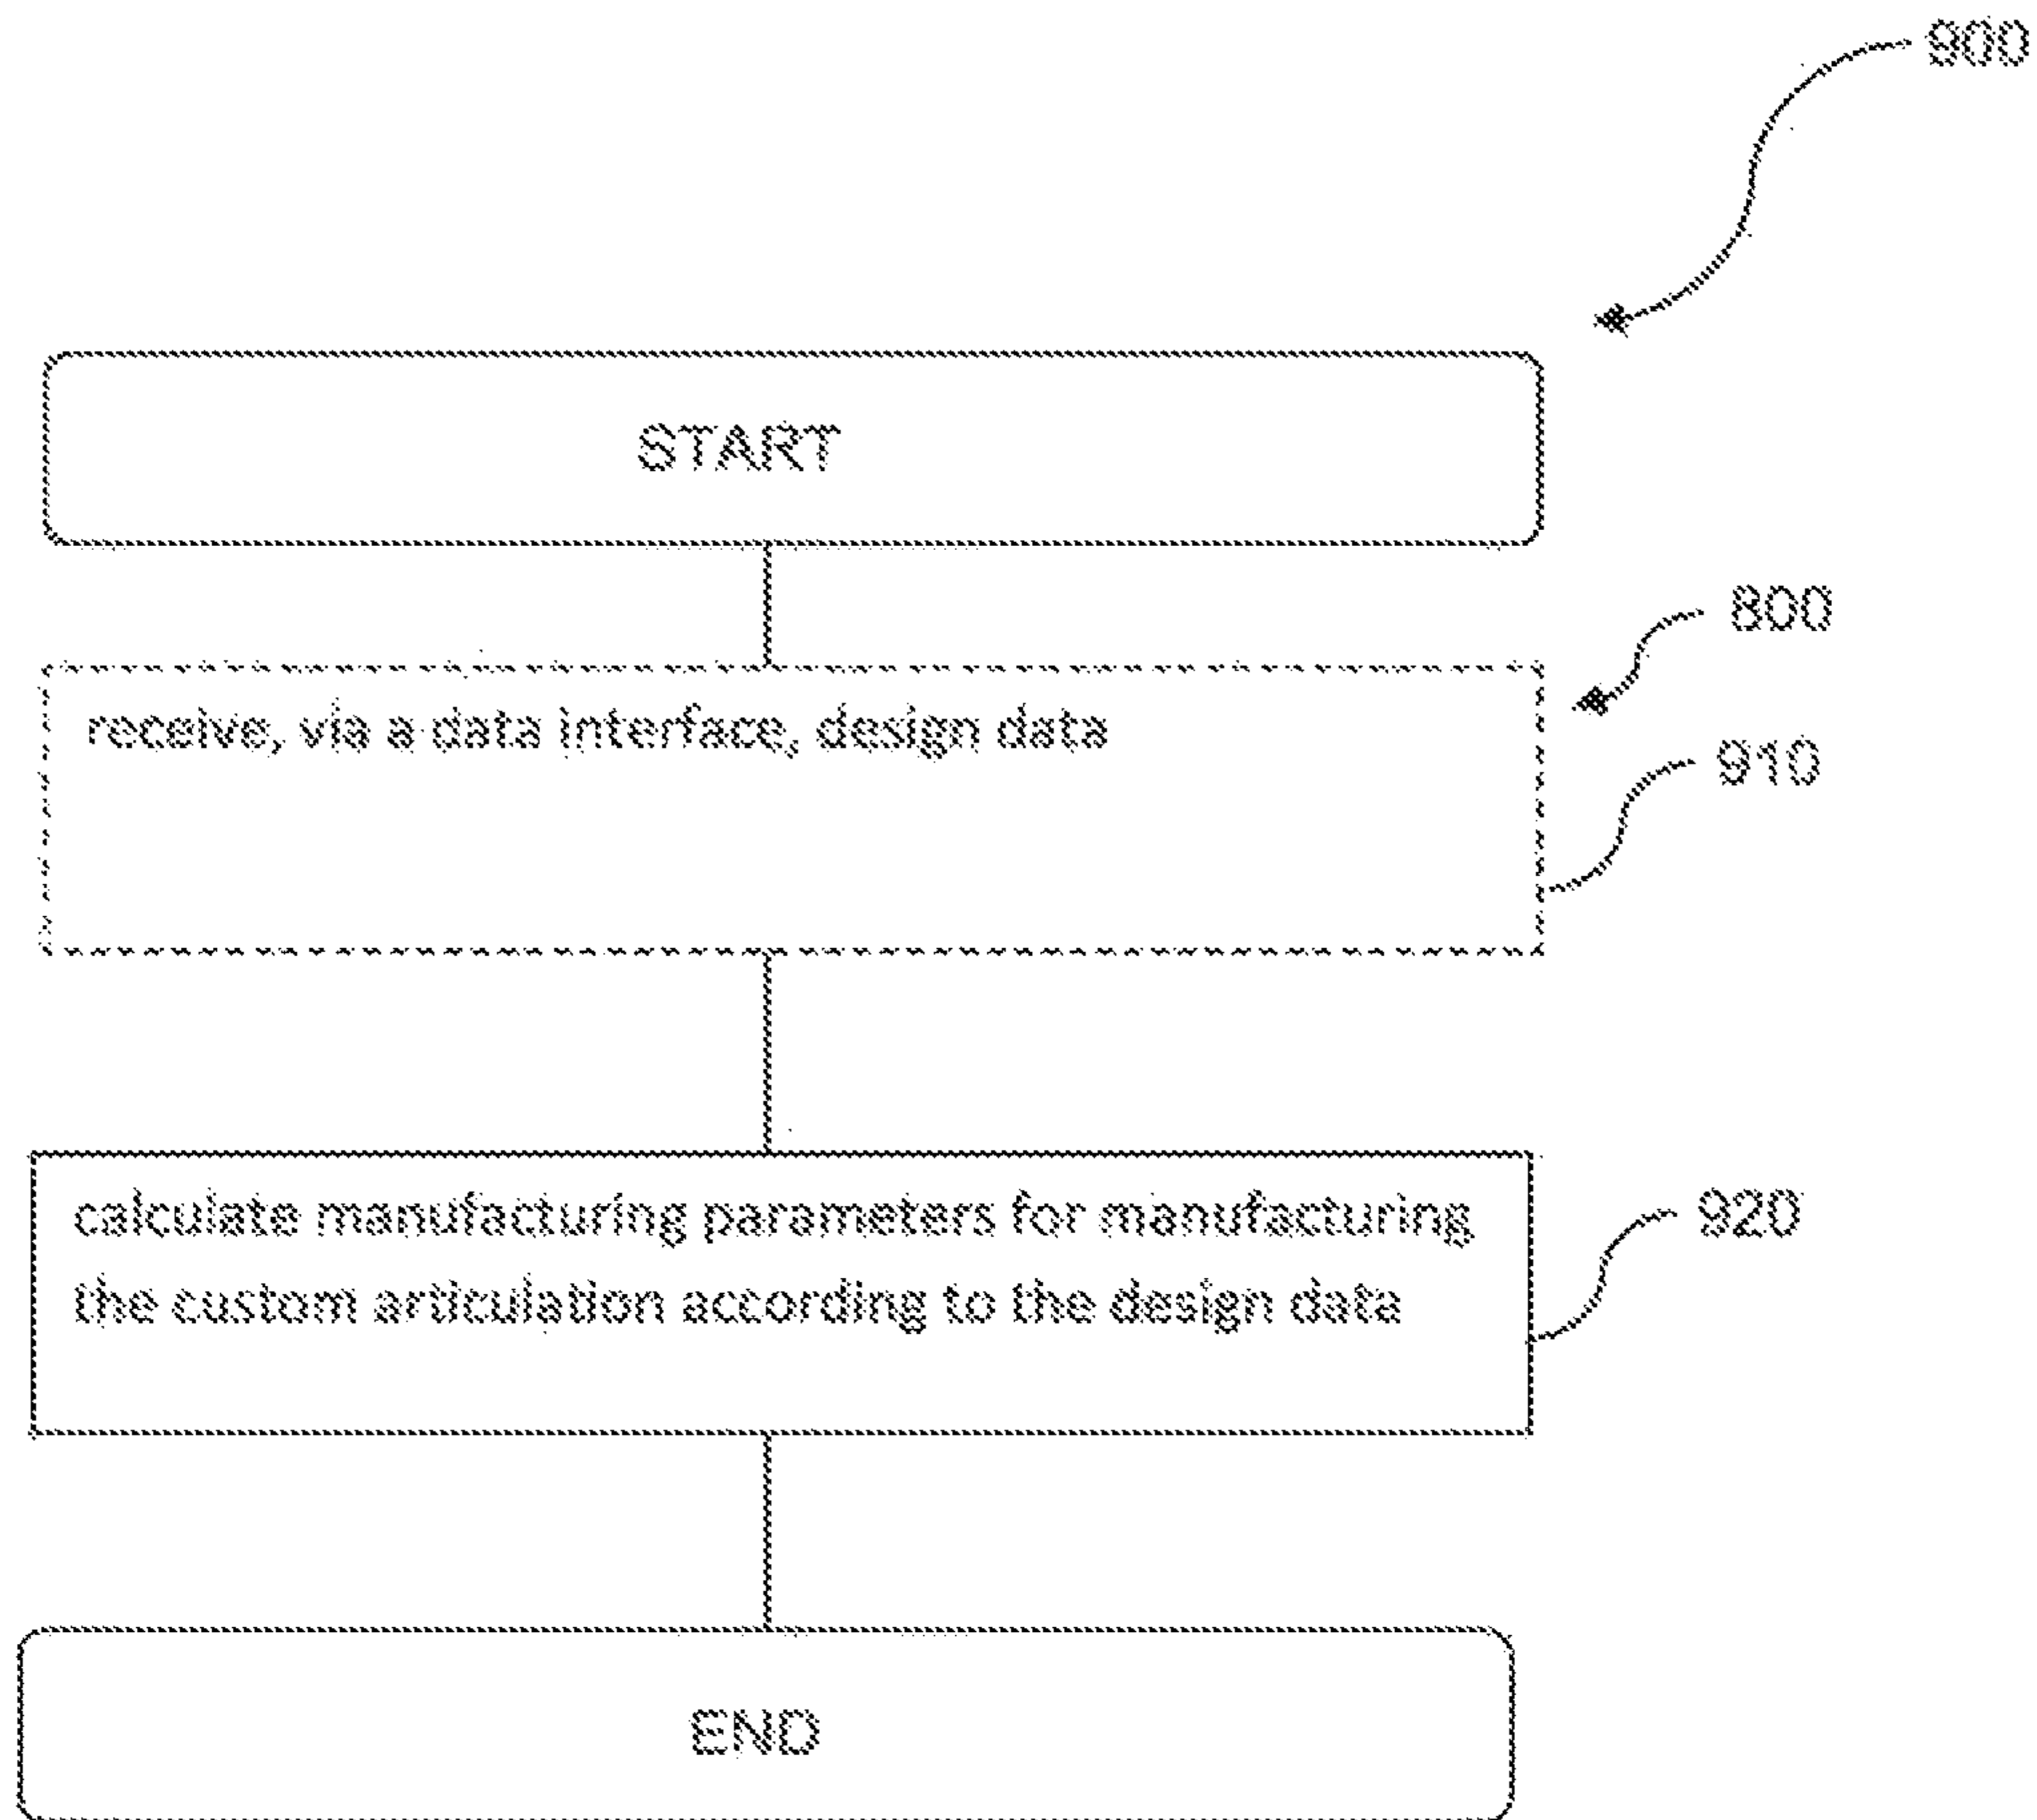 900
START
800
receive, via a data interface, design data
910
calculate manufacturing parameters for manufacturing
920
the custom articulation according to the design data
END